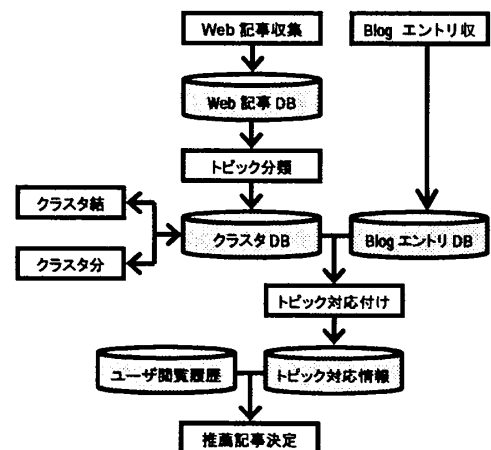 Web 記事収集
Blog エントリ収
Web 記事 DB
トピック分類
クラスタ結
クラスタ分
クラスタ DB
Blog エントリ DB
トピック対応付け
ユーザ閲覧履歴
トピック対応情報
推薦記事決定